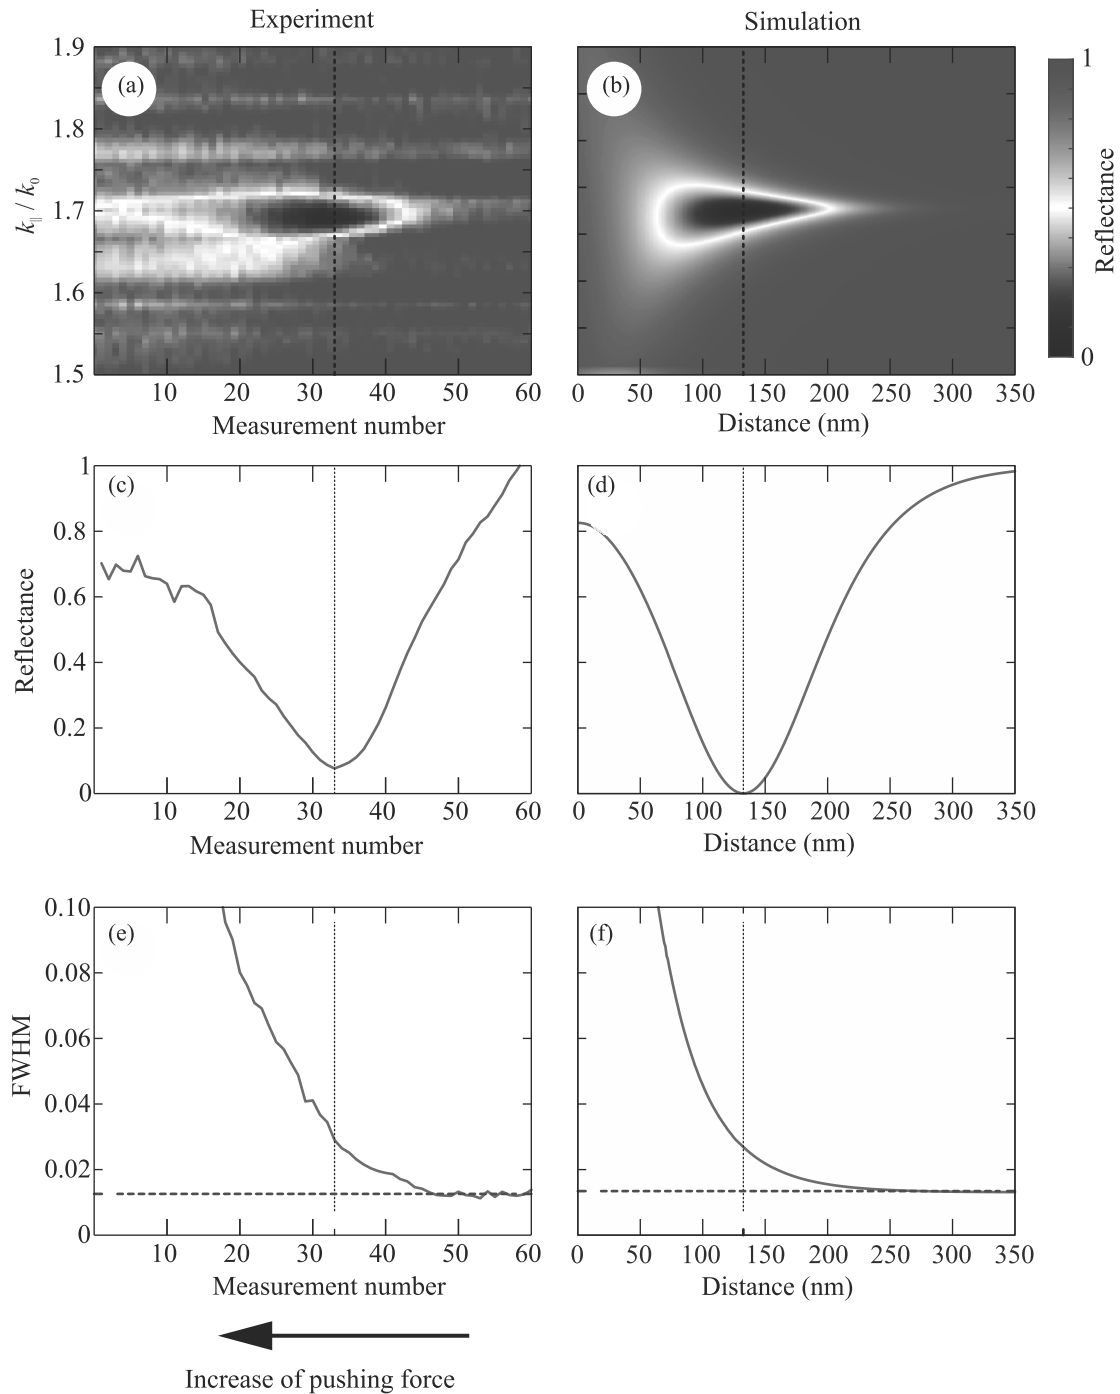 Experiment
Simulation
1.9
1.8
1.7
1.6
1.5
k∥ / k0
(a)
10 20 30 40 50 60
Measurement number
(b)
0 50 100 150 200 250 300 350
Distance (nm)
1
Reflectance
0
1
0.8
0.6
0.4
0.2
0
Reflectance
(c)
10 20 30 40 50 60
Measurement number
(d)
0 50 100 150 200 250 300 350
Distance (nm)
0.10
0.08
0.06
0.04
0.02
0
FWHM
(e)
10 20 30 40 50 60
Measurement number
(f)
0 50 100 150 200 250 300 350
Distance (nm)
Increase of pushing force